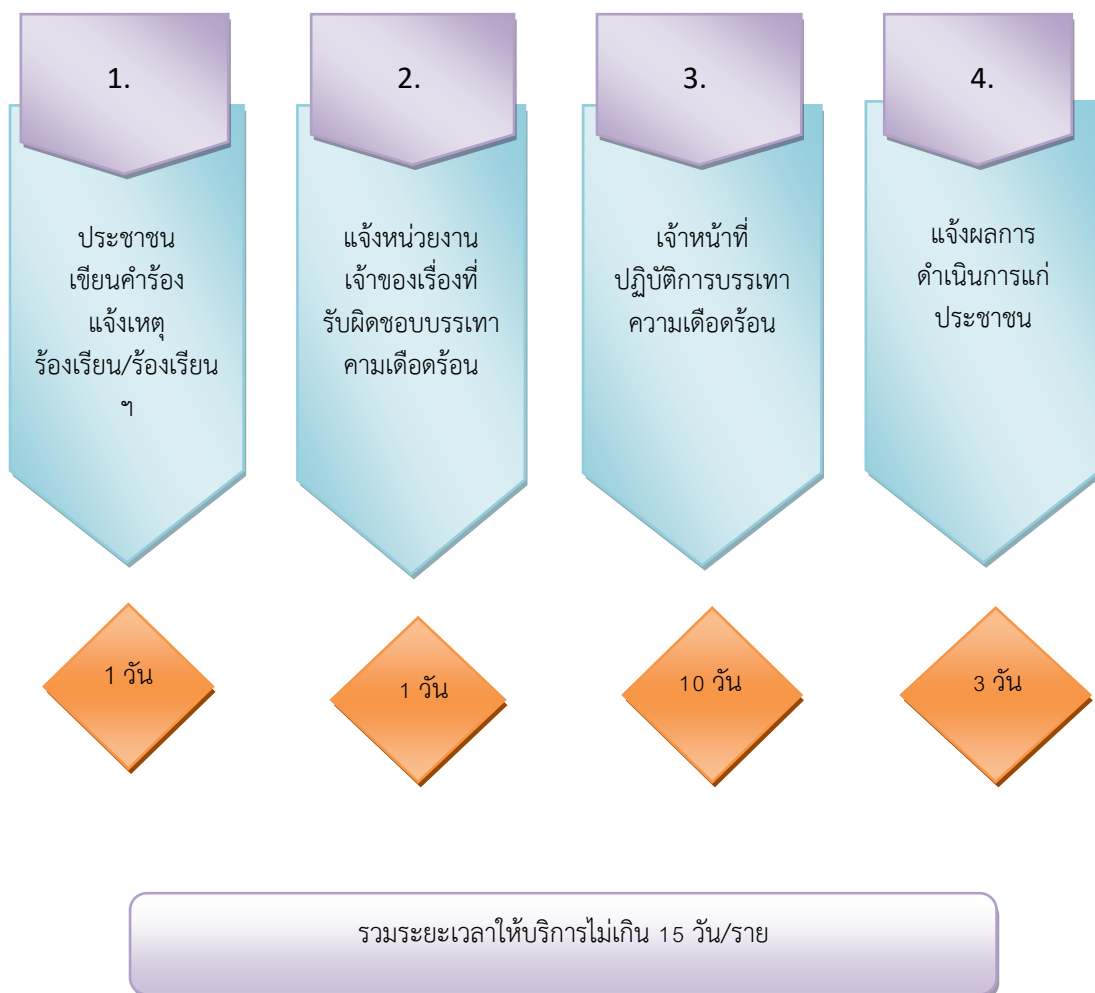 1.
ประชาชน
เขียนคำร้อง
แจ้งเหตุ
ร้องเรียน/ร้องเรียน
ฯ
1 วัน
2.
แจ้งหน่วยงาน
เจ้าของเรื่องที่
รับผิดชอบบรรเทา
คามเดือดร้อน
1 วัน
3.
เจ้าหน้าที่
ปฏิบัติการบรรเทา
ความเดือดร้อน
10 วัน
4.
แจ้งผลการ
ดำเนินการแก่
ประชาชน
3 วัน
รวมระยะเวลาให้บริการไม่เกิน 15 วัน/ราย